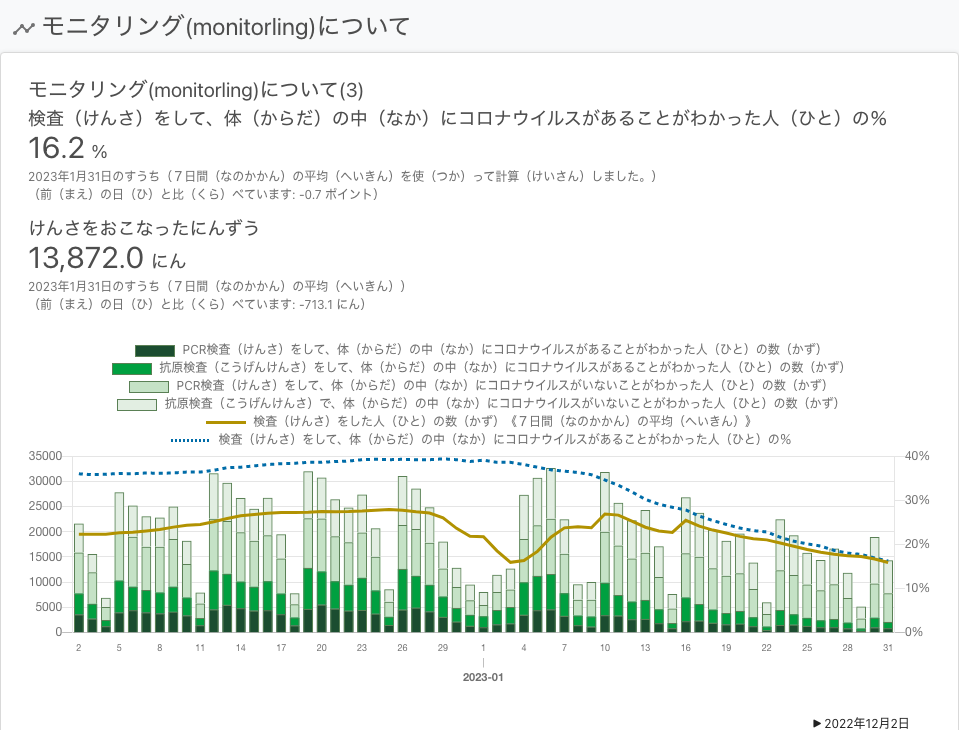 モニタリング(monitorling)について
モニタリング(monitorling)について(3)
検査（けんさ）をして、体（からだ）の中（なか）にコロナウイルスがあることがわかった人（ひと）の％
16.2 %
2023年1月31日のすうち（７日間（なのかかん）の平均（へいきん）を使（つか）って計算（けいさん）しました。）
（前（まえ）の日（ひ）と比（くら）べています: -0.7 ポイント）
けんさをおこなったにんずう
13,872.0 にん
2023年1月31日のすうち（７日間（なのかかん）の平均（へいきん））
（前（まえ）の日（ひ）と比（くら）べています: -713.1 にん）
PCR検査（けんさ）をして、体（からだ）の中（なか）にコロナウイルスがあることがわかった人（ひと）の数（かず）
抗原検査（こうげんけんさ）をして、体（からだ）の中（なか）にコロナウイルスがあることがわかった人（ひと）の数（かず）
PCR検査（けんさ）をして、体（からだ）の中（なか）にコロナウイルスがいないことがわかった人（ひと）の数（かず）
抗原検査（こうげんけんさ）で、体（からだ）の中（なか）にコロナウイルスがいないことがわかった人（ひと）の数（かず）
検査（けんさ）をした人（ひと）の数（かず）《７日間（なのかかん）の平均（へいきん）》
検査（けんさ）をして、体（からだ）の中（なか）にコロナウイルスがあることがわかった人（ひと）の％
35000 40%
30000
25000 30%
20000
15000 20%
10000 10%
5000
0 0%
2 5 8 11 14 17 20 23 26 29 1 4 7 10 13 16 19 22 25 28 31
2023-01
▶ 2022年12月2日